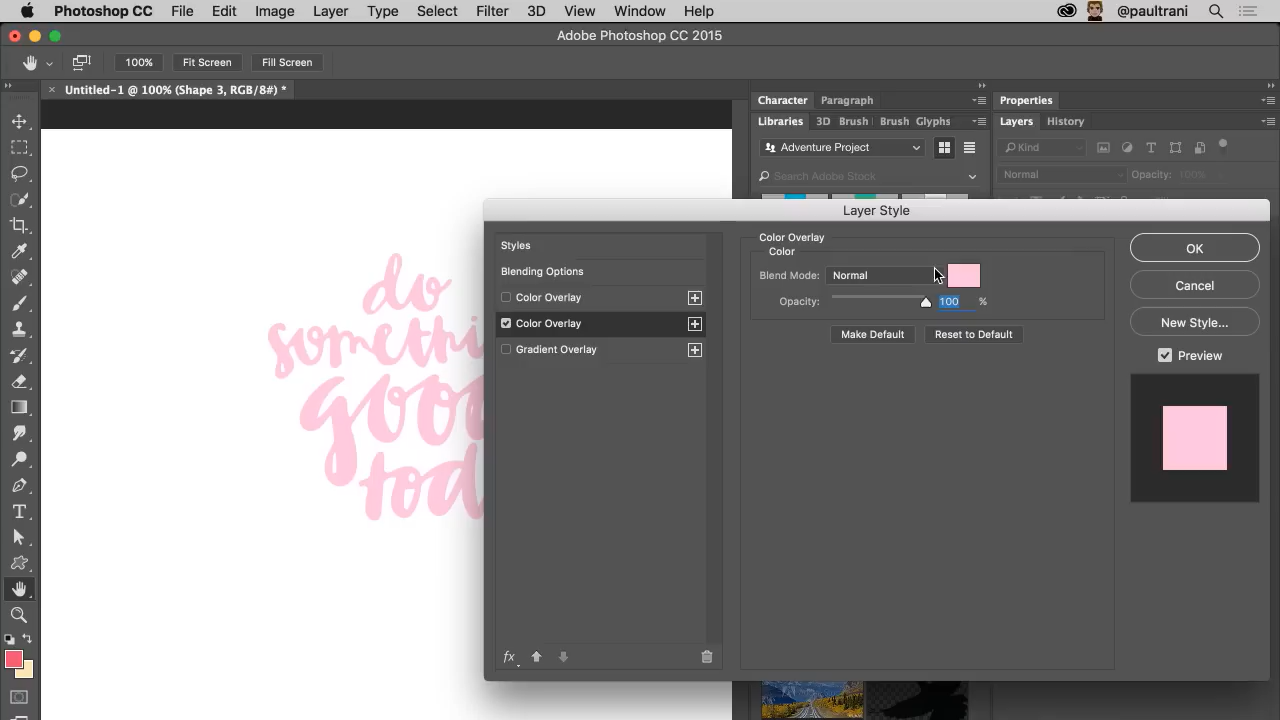 Photoshop CC File Edit Image Layer Type Select Filter 3D View Window Help @paultrani
Adobe Photoshop CC 2015
100% Fit Screen Fill Screen
× Untitled-1 @ 100% (Shape 3, RGB/8#) *
Character Paragraph Properties
Libraries 3D Brush Brush Glyphs Layers History
Adventure Project Kind
Search Adobe Stock Normal Opacity: 100%
Layer Style
Styles
Blending Options
Color Overlay
Color Overlay
Gradient Overlay
fx
Color Overlay
Color
Blend Mode: Normal
Opacity: 100 %
Make Default Reset to Default
OK
Cancel
New Style...
Preview
do
somethi
goo
tod